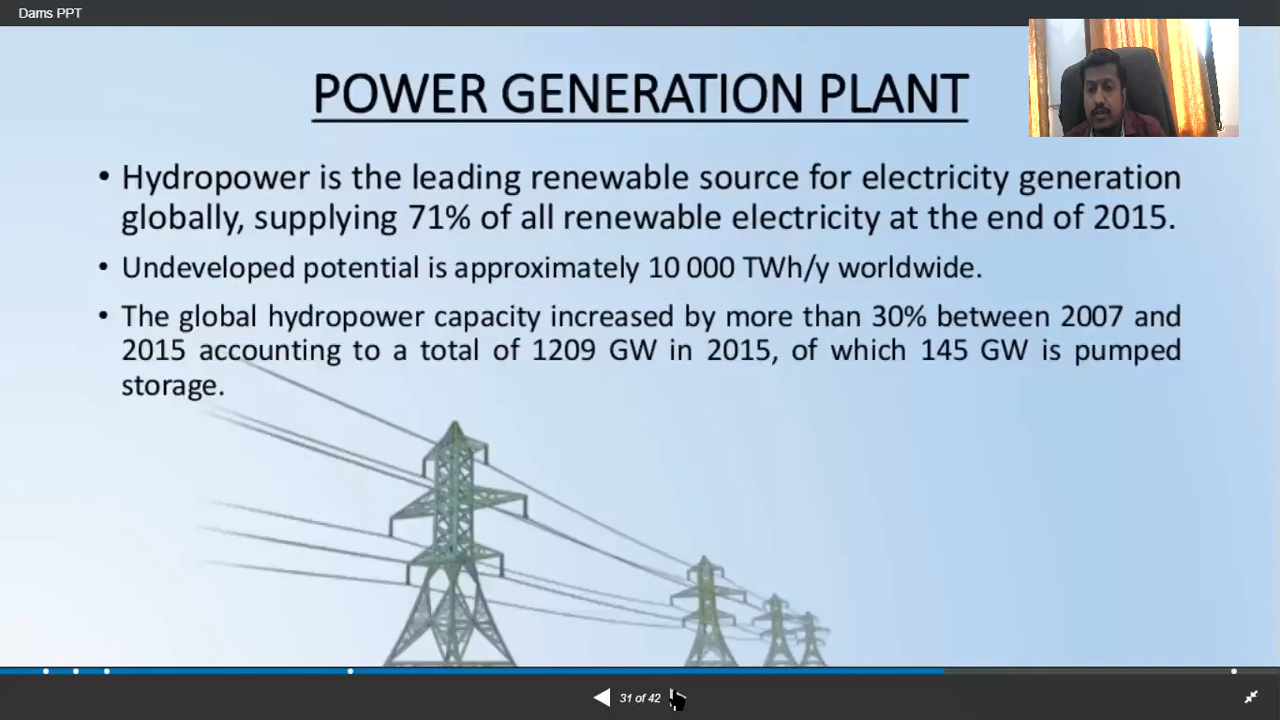 Dams PPT
POWER GENERATION PLANT
• Hydropower is the leading renewable source for electricity generation
globally, supplying 71% of all renewable electricity at the end of 2015.
• Undeveloped potential is approximately 10 000 TWh/y worldwide.
• The global hydropower capacity increased by more than 30% between 2007 and
2015 accounting to a total of 1209 GW in 2015, of which 145 GW is pumped
storage.
31 of 42